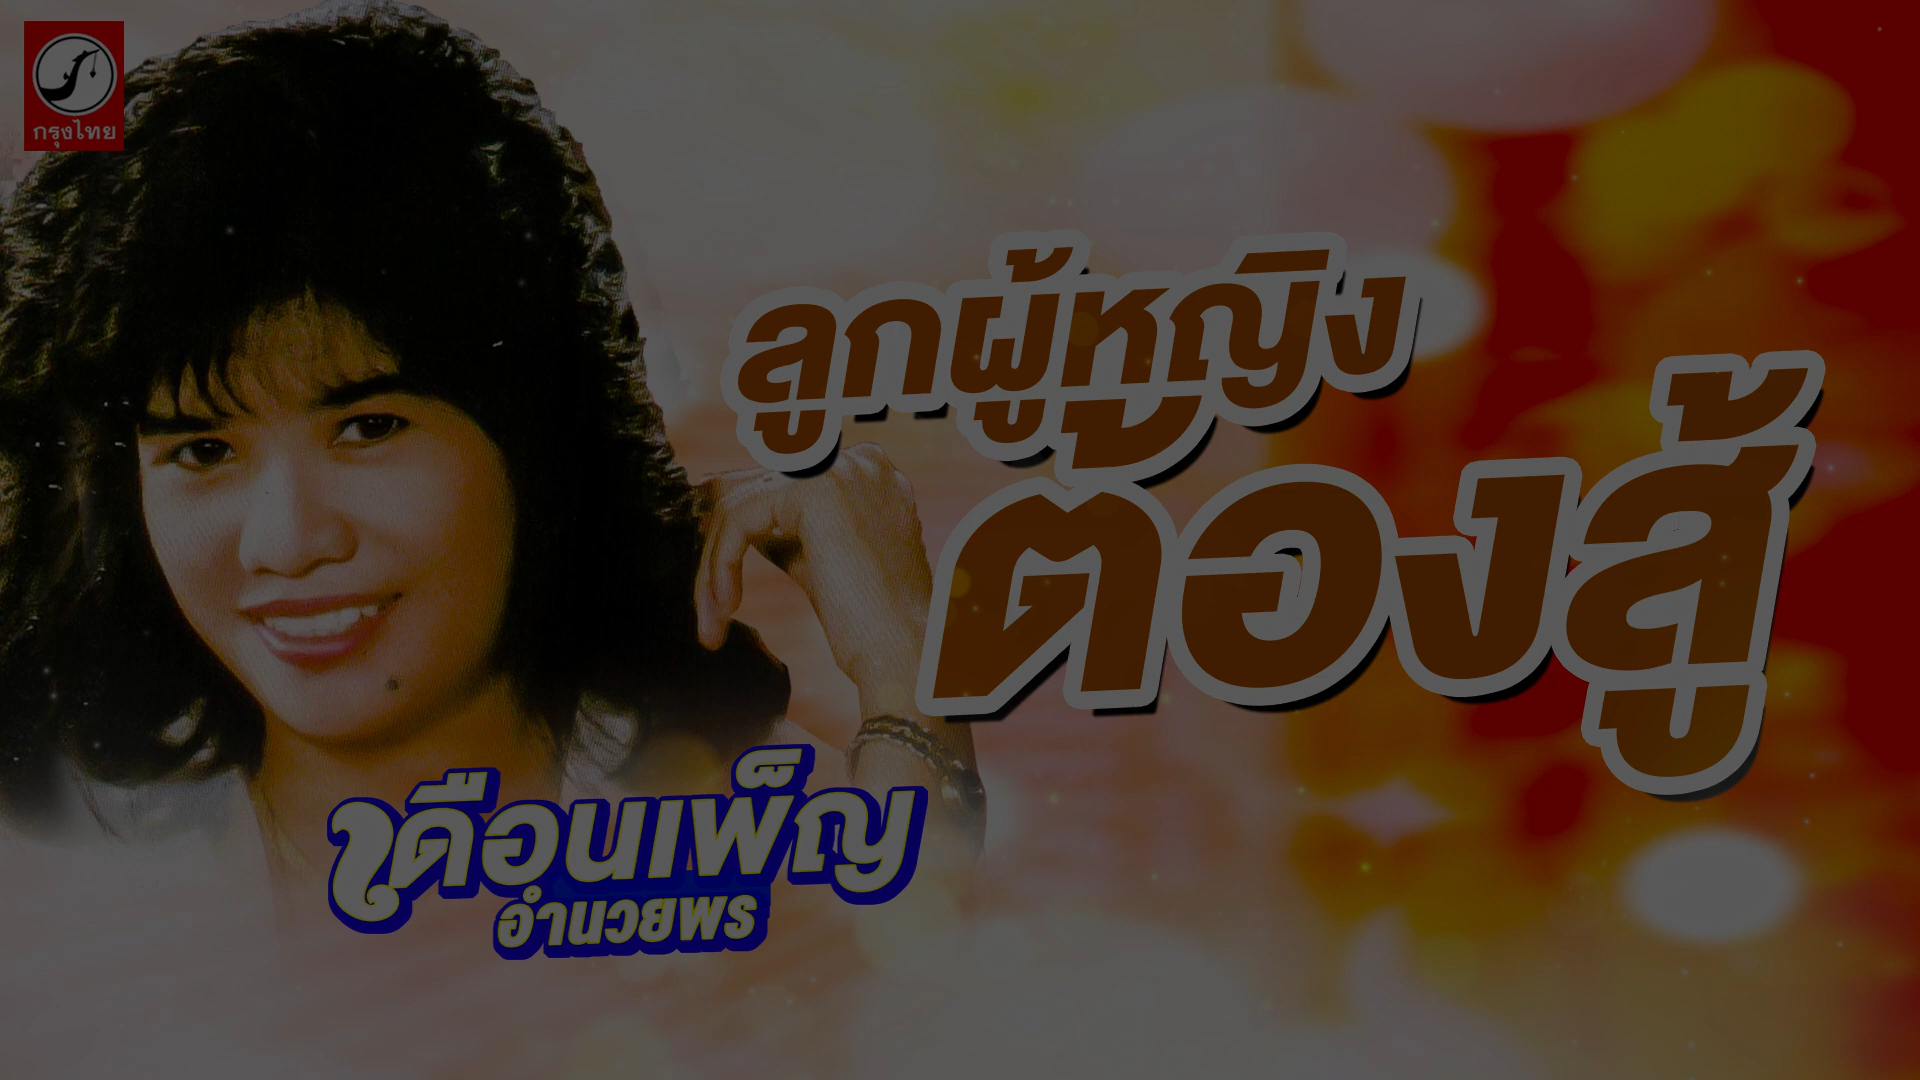 กรุงไทย
ลูกผู้หญิง
ต้องสู้
เดือนเพ็ญ
อำนวยพร